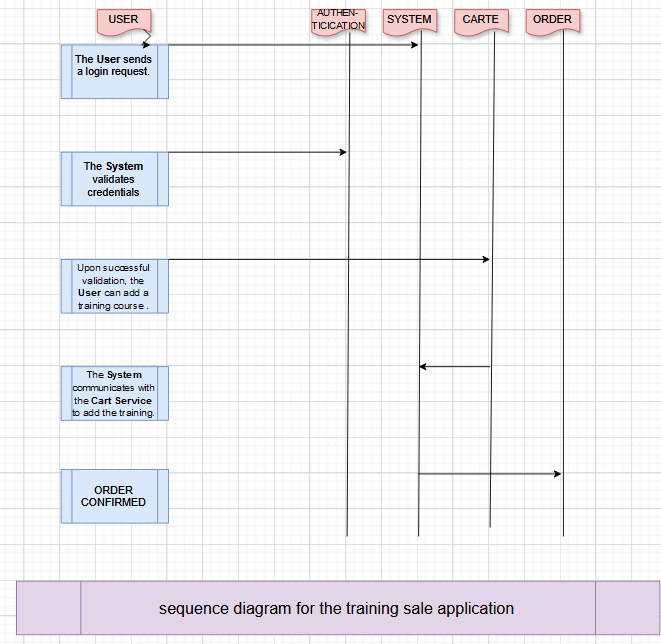 USER
AUTHEN-
TICICATION
SYSTEM
CARTE
ORDER
The User sends
a login request.
The System
validates
credentials
Upon successful
validation, the
User can add a
training course .
The System
communicates with
the Cart Service
to add the training.
ORDER
CONFIRMED
sequence diagram for the training sale application